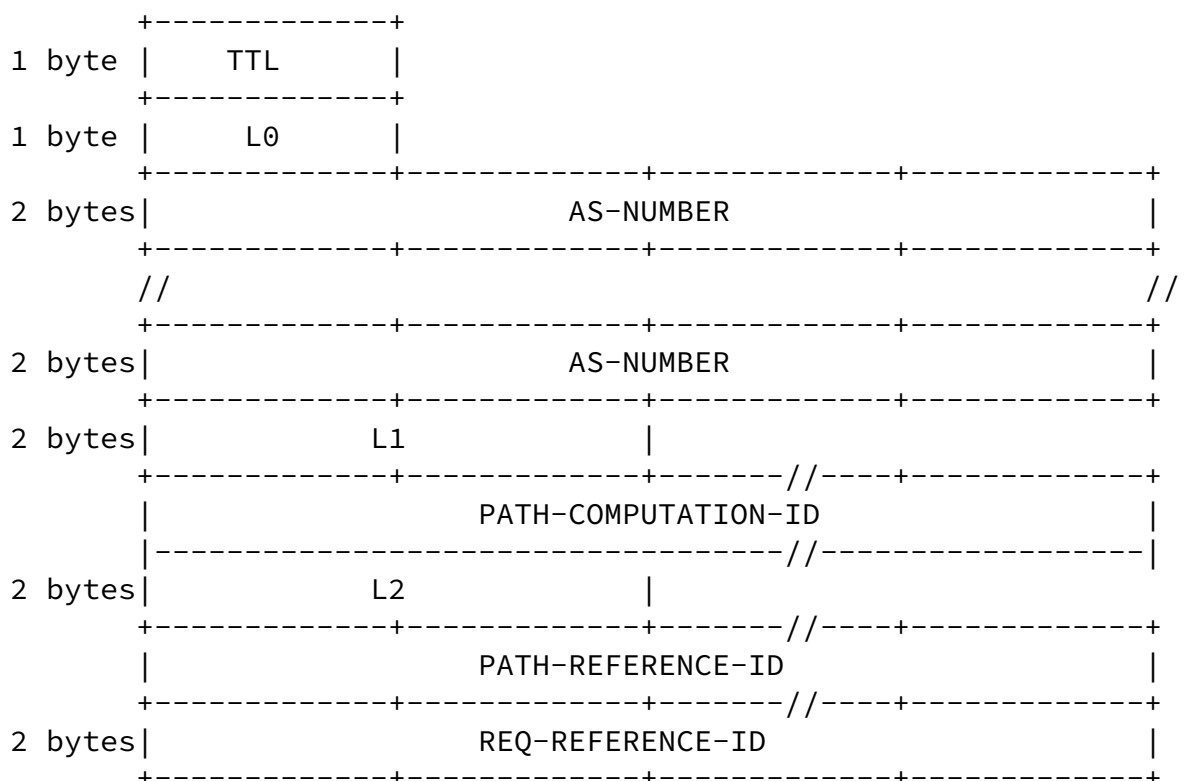 1 byte TTL
1 byte L0
2 bytes AS-NUMBER
// //
2 bytes AS-NUMBER
2 bytes L1
//
PATH-COMPUTATION-ID
//
2 bytes L2
//
PATH-REFERENCE-ID
//
2 bytes REQ-REFERENCE-ID